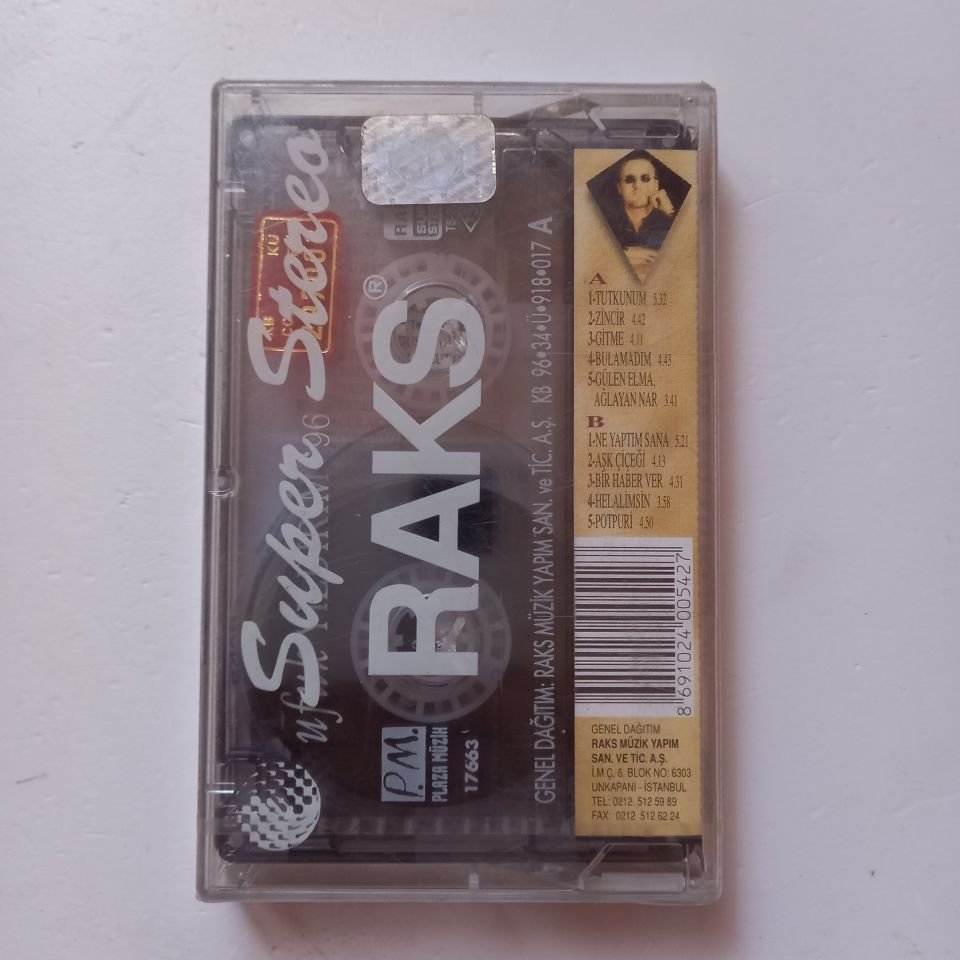 Super Stereo
Ufuk
96
RAKS®
P.M.
PLAZA MÜZİK
17663
GENEL DAĞITIM: RAKS MÜZİK YAPIM SAN. ve TİC. A.Ş. KB 96•34•Ü•918•017 A
KÜ
KB
A
1-TUTKUNUM 5.32
2-ZİNCİR 4.42
3-GİTME 4.11
4-BULAMADIM 4.43
5-GÜLEN ELMA,
AĞLAYAN NAR 3.41
B
1-NE YAPTIM SANA 5.21
2-AŞK ÇİÇEĞİ 4.13
3-BİR HABER VER 4.31
4-HELALİMSİN 3.58
5-POTPURİ 4.50
8 691024 005427
GENEL DAĞITIM
RAKS MÜZİK YAPIM
SAN. VE TİC. A.Ş.
İ.M.Ç. 6. BLOK NO: 6303
UNKAPANI - İSTANBUL
TEL: 0212. 512 59 89
FAX: 0212 512 62 24